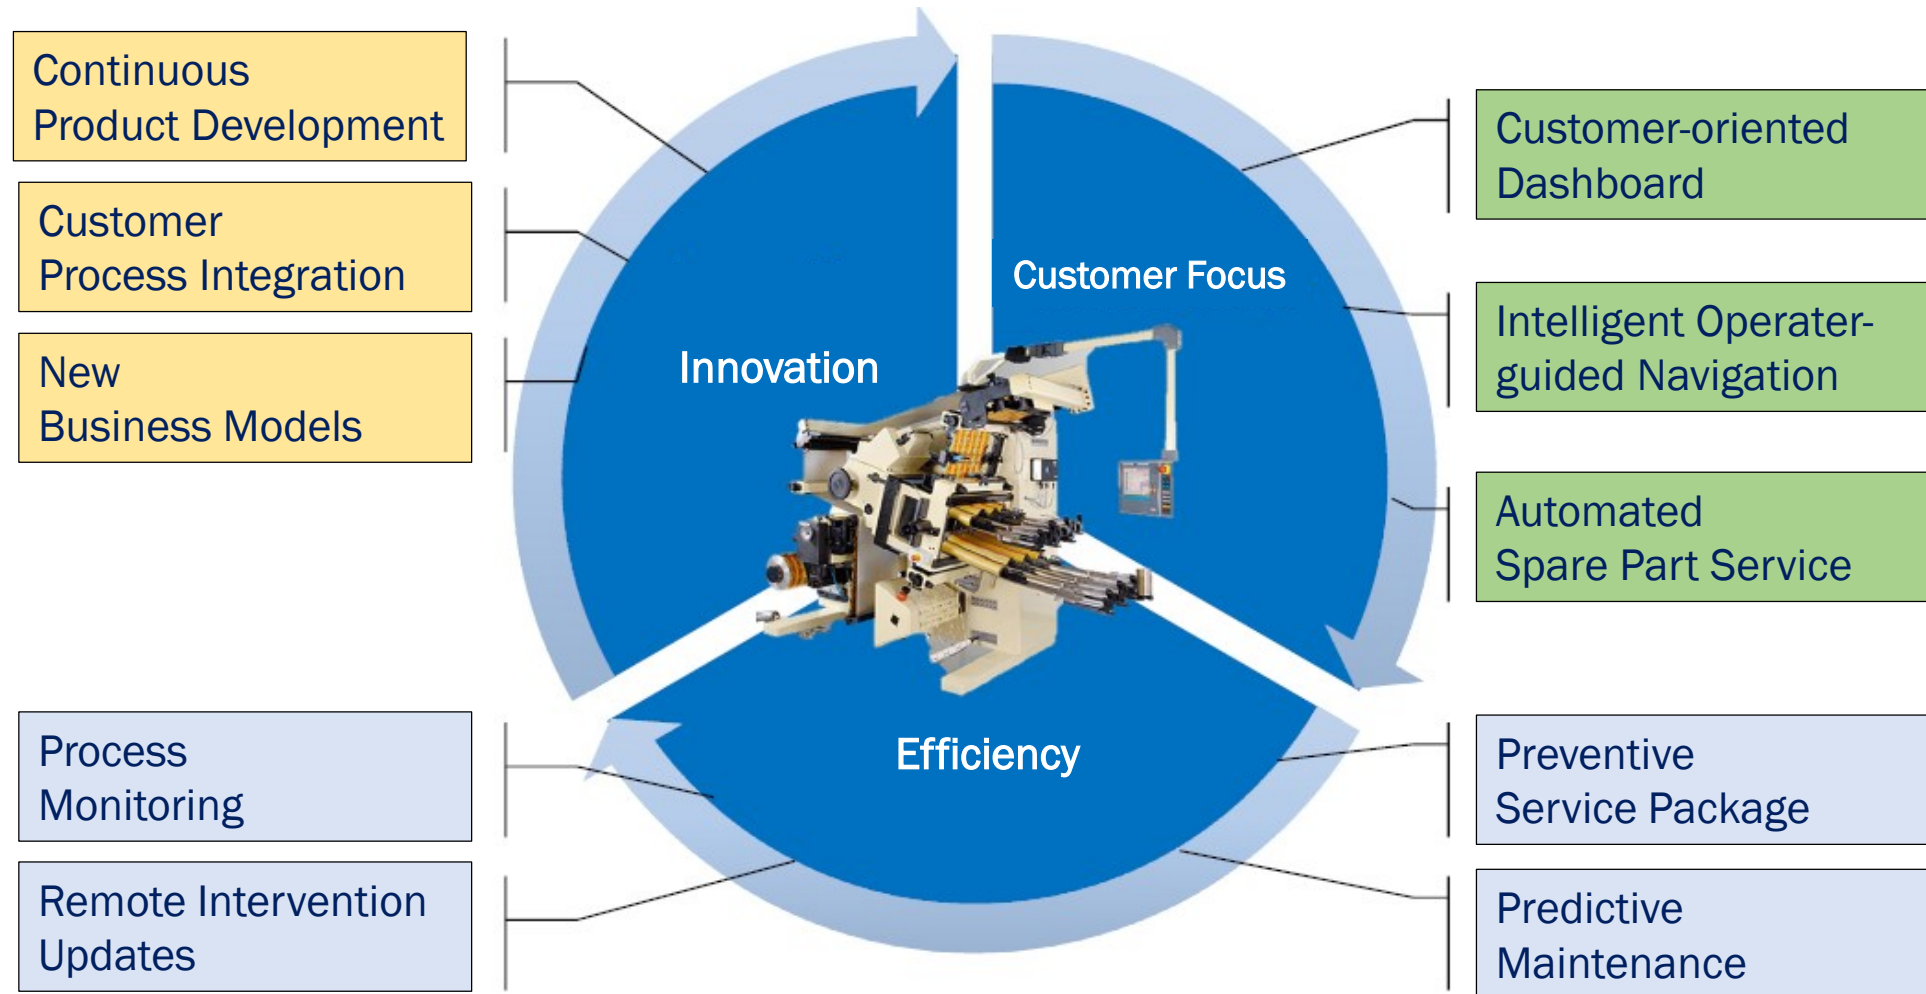 Continuous
Product Development
Customer
Process Integration
New
Business Models
Innovation
Customer Focus
Customer-oriented
Dashboard
Intelligent Operater-
guided Navigation
Automated
Spare Part Service
Efficiency
Process
Monitoring
Remote Intervention
Updates
Preventive
Service Package
Predictive
Maintenance